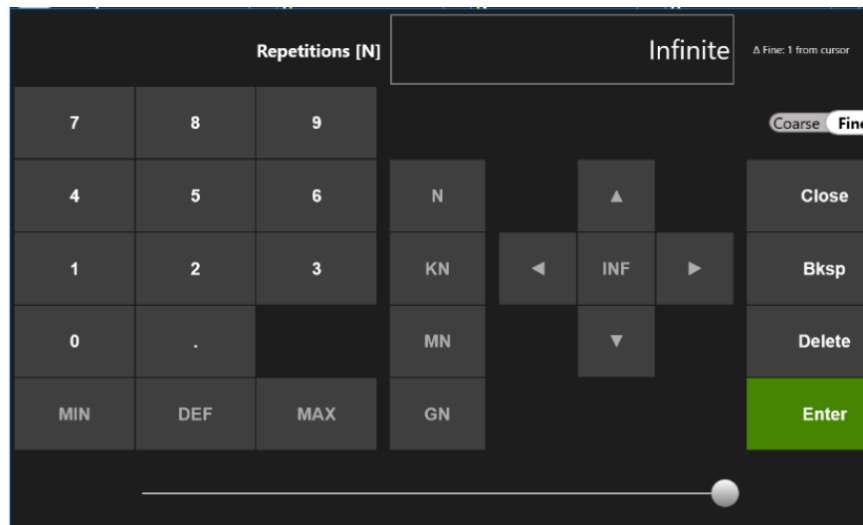 Repetitions [N] Infinite Δ Fine: 1 from cursor
7 8 9 Coarse Fine
4 5 6 N ▲ Close
1 2 3 KN ◀ INF ▶ Bksp
0 . MN ▼ Delete
MIN DEF MAX GN Enter